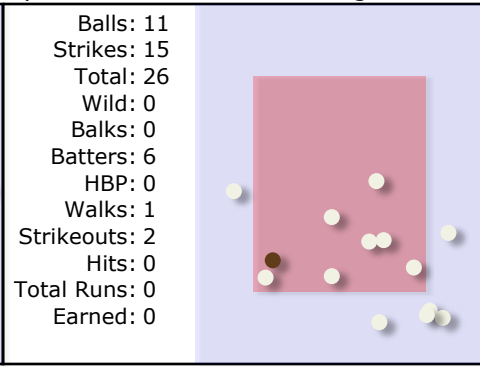 Balls: 11
Strikes: 15
Total: 26
Wild: 0
Balks: 0
Batters: 6
HBP: 0
Walks: 1
Strikeouts: 2
Hits: 0
Total Runs: 0
Earned: 0